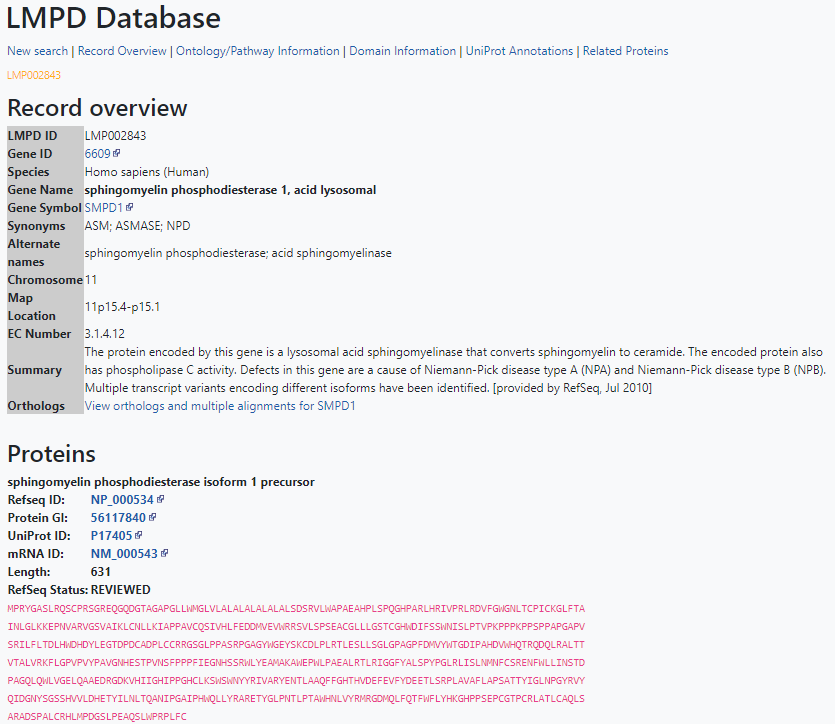 LMPD Database
New search | Record Overview | Ontology/Pathway Information | Domain Information | UniProt Annotations | Related Proteins
LMP002843
Record overview
LMPD ID LMP002843
Gene ID 6609
Species Homo sapiens (Human)
Gene Name sphingomyelin phosphodiesterase 1, acid lysosomal
Gene Symbol SMPD1
Synonyms ASM; ASMASE; NPD
Alternate names sphingomyelin phosphodiesterase; acid sphingomyelinase
Chromosome 11
Map Location 11p15.4-p15.1
EC Number 3.1.4.12
Summary The protein encoded by this gene is a lysosomal acid sphingomyelinase that converts sphingomyelin to ceramide. The encoded protein also
has phospholipase C activity. Defects in this gene are a cause of Niemann-Pick disease type A (NPA) and Niemann-Pick disease type B (NPB).
Multiple transcript variants encoding different isoforms have been identified. [provided by RefSeq, Jul 2010]
Orthologs View orthologs and multiple alignments for SMPD1
Proteins
sphingomyelin phosphodiesterase isoform 1 precursor
Refseq ID: NP_000534
Protein GI: 56117840
UniProt ID: P17405
mRNA ID: NM_000543
Length: 631
RefSeq Status: REVIEWED
MPRYGASLRQSCPRSGREQGQDGTAGAPGLLWMGLVLALALALALALSDSRVLWAPAEAHPLSPQGHPARLHRIVPRLRDVFGWGNLTCPICKGLFTA
INLGLKKEPNVARVGSVAIKLCNLLKIAPPAVCQSIVHLFEDDMVEVWRRSVLSPSEACGLLLGSTCGHWDIFSSWNISLPTVPKPPPKPPSPPAPGAPV
SRILFLTDLHWDHDYLEGTDPDCADPLCCRRGSGLPPASRPGAGYWGEYSKCDLPLRTLESLLSGLGPAGPFDMVYWTGDIPAHDVWHQTRQDQLRALTT
VTALVRKFLGPVPVYPAVGNHESTPVNSFPPPFIEGNHSSRWLYEAMAKAWEPWLPAEALRTLRIGGFYALSPYPGLRLISLNMNFCSRENFWLLINSTD
PAGQLQWLVGELQAAEDRGDKVHIIGHIPPGHCLKSWSWNYYRIVARYENTLAAQFFGHTHVDEFEVFYDEETLSRPLAVAFLAPSATTYIGLNPGYRVY
QIDGNYSGSSHVVLDHETYILNLTQANIPGAIPHWQLLYRARETYGLPNTLPTAWHNLVYRMRGDMQLFQTFWFLYHKGHPPSEPCGTPCRLATLCAQLS
ARADSPALCRHLMPDGSLPEAQSLWPRPLFC